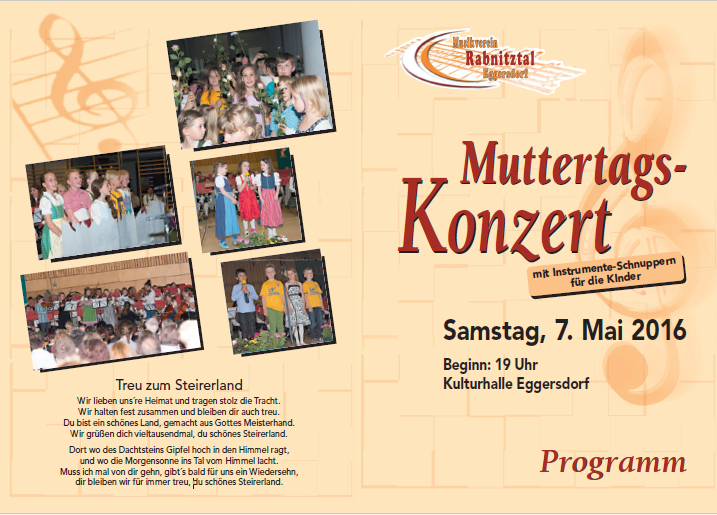 Treu zum Steirerland
Wir lieben uns´re Heimat und tragen stolz die Tracht.
Wir halten fest zusammen und bleiben dir auch treu.
Du bist ein schönes Land, gemacht aus Gottes Meisterhand.
Wir grüßen dich vieltausendmal, du schönes Steirerland.
Dort wo des Dachtsteins Gipfel hoch in den Himmel ragt,
und wo die Morgensonne ins Tal vom Himmel lacht.
Muss ich mal von dir gehn, gibt´s bald für uns ein Wiedersehn,
dir bleiben wir für immer treu, du schönes Steirerland.
Musikverein
Rabnitztal
Eggersdorf
Muttertags-
Konzert
mit Instrumente-Schnuppern
für die KInder
Samstag, 7. Mai 2016
Beginn: 19 Uhr
Kulturhalle Eggersdorf
Programm